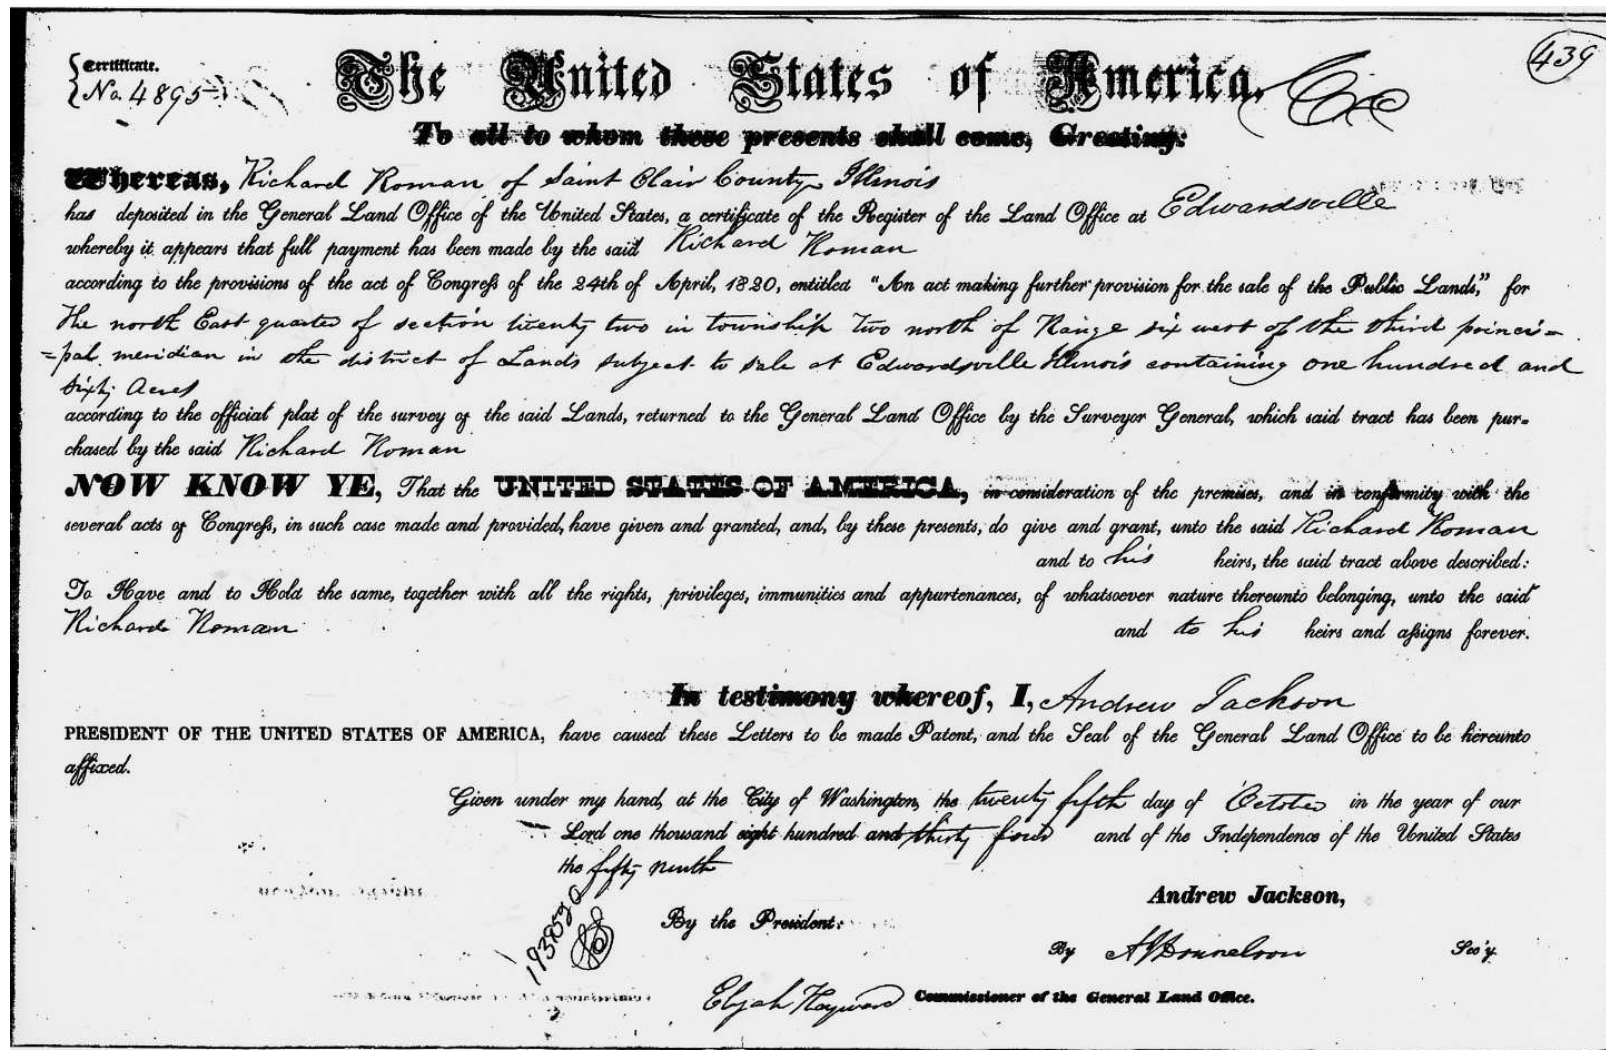 Certificate.
No. 4895
439
The United States of America.
To all to whom these presents shall come, Greeting:
Whereas, Richard Roman of Saint Clair County Illinois
has deposited in the General Land Office of the United States, a certificate of the Register of the Land Office at Edwardsville
whereby it appears that full payment has been made by the said Richard Roman
according to the provisions of the act of Congress of the 24th of April, 1820, entitled "An act making further provision for the sale of the Public Lands," for
the north East quarter of section twenty two in township two north of Range six west of the third princi=
=pal meridian in the district of Lands subject to sale at Edwardsville Illinois containing one hundred and
sixty Acres
according to the official plat of the survey of the said Lands, returned to the General Land Office by the Surveyor General, which said tract has been pur-
chased by the said Richard Roman
NOW KNOW YE, That the UNITED STATES OF AMERICA, in consideration of the premises, and in conformity with the
several acts of Congress, in such case made and provided, have given and granted, and, by these presents, do give and grant, unto the said Richard Roman
and to his heirs, the said tract above described:
To Have and to Hold the same, together with all the rights, privileges, immunities and appurtenances, of whatsoever nature thereunto belonging, unto the said
Richard Roman and to his heirs and assigns forever.
In testimony whereof, I, Andrew Jackson
PRESIDENT OF THE UNITED STATES OF AMERICA, have caused these Letters to be made Patent, and the Seal of the General Land Office to be hereunto
affixed.
Given under my hand, at the City of Washington, the twenty fifth day of October in the year of our
Lord one thousand eight hundred and thirty four and of the Independence of the United States
the fifty ninth
Andrew Jackson,
By the President:
By A J Donnelson Sec'y.
Elijah Hayward Commissioner of the General Land Office.